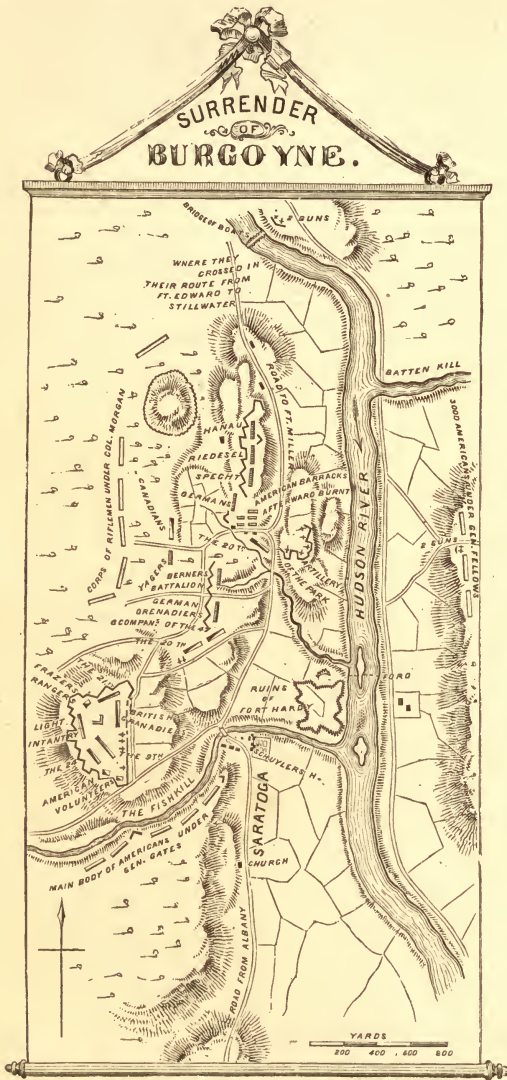 SURRENDER
OF
BURGOYNE.
BRIDGE OF BOATS
2 GUNS
WHERE THEY
CROSSED IN
THEIR ROUTE FROM
FT. EDWARD TO
STILLWATER
BATTEN KILL
ROAD TO FT. MILLER
CORPS OF RIFLEMEN UNDER COL. MORGAN
CANADIANS
HANAU
RIEDESEL
SPECHT
GERMANS
AMERICAN BARRACKS
AFTERWARD BURNT
HUDSON RIVER
3000 AMERICANS UNDER GEN. FELLOWS
2 GUNS
THE 20TH
ARTILLERY
OF THE PARK
YAGERS
BERNERS
BATTALION
GERMAN
GRENADIER
6 COMPANS. OF THE
THE 20TH
FRAZERS
RANGERS
THE
LIGHT
INFANTRY
THE
BRITISH
GRANADIE
E 9TH
AMERICAN
VOLUNTEERS
RUINS
OF
FORT HARDY
FORD
THE FISHKILL
SCHUYLERS H
SARATOGA
MAIN BODY OF AMERICANS UNDER
GEN. GATES
CHURCH
ROAD FROM ALBANY
YARDS
200 400 600 800